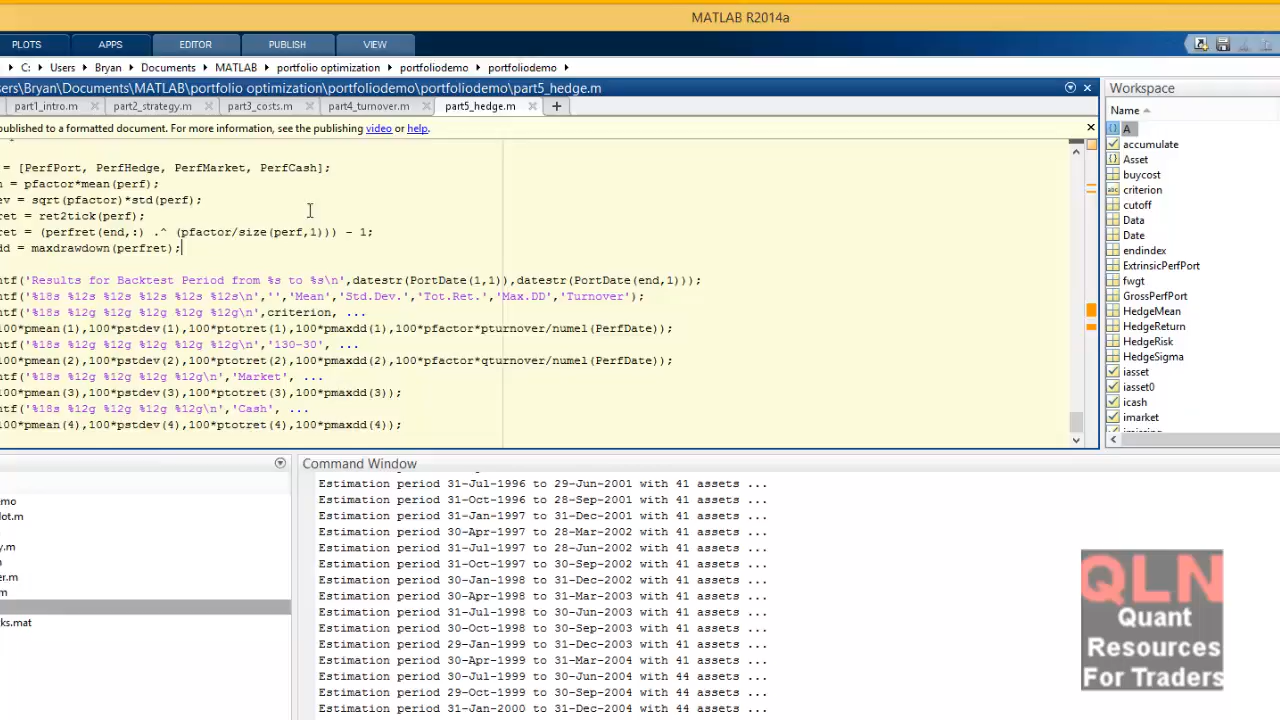 MATLAB R2014a
PLOTS APPS EDITOR PUBLISH VIEW
C: Users Bryan Documents MATLAB portfolio optimization portfoliodemo portfoliodemo
sers\Bryan\Documents\MATLAB\portfolio optimization\portfoliodemo\portfoliodemo\part5_hedge.m
part1_intro.m part2_strategy.m part3_costs.m part4_turnover.m part5_hedge.m
published to a formatted document. For more information, see the publishing video or help.
= [PerfPort, PerfHedge, PerfMarket, PerfCash];
n = pfactor*mean(perf);
ev = sqrt(pfactor)*std(perf);
ret = ret2tick(perf);
ret = (perfret(end,:) .^ (pfactor/size(perf,1))) - 1;
dd = maxdrawdown(perfret);
ntf('Results for Backtest Period from %s to %s\n',datestr(PortDate(1,1)),datestr(PortDate(end,1)));
ntf('%18s %12s %12s %12s %12s %12s\n','','Mean','Std.Dev.','Tot.Ret.','Max.DD','Turnover');
ntf('%18s %12g %12g %12g %12g %12g\n',criterion, ...
100*pmean(1),100*pstdev(1),100*ptotret(1),100*pmaxdd(1),100*pfactor*pturnover/numel(PerfDate));
ntf('%18s %12g %12g %12g %12g %12g\n','130-30', ...
100*pmean(2),100*pstdev(2),100*ptotret(2),100*pmaxdd(2),100*pfactor*qturnover/numel(PerfDate));
ntf('%18s %12g %12g %12g %12g\n','Market', ...
100*pmean(3),100*pstdev(3),100*ptotret(3),100*pmaxdd(3));
ntf('%18s %12g %12g %12g %12g\n','Cash', ...
100*pmean(4),100*pstdev(4),100*ptotret(4),100*pmaxdd(4));
Workspace
Name
A
accumulate
Asset
buycost
criterion
cutoff
Data
Date
endindex
ExtrinsicPerfPort
fwgt
GrossPerfPort
HedgeMean
HedgeReturn
HedgeRisk
HedgeSigma
iasset
iasset0
icash
imarket
imissing
mo
lot.m
y.m
er.m
m
ks.mat
Command Window
Estimation period 31-Jul-1996 to 29-Jun-2001 with 41 assets ...
Estimation period 31-Oct-1996 to 28-Sep-2001 with 41 assets ...
Estimation period 31-Jan-1997 to 31-Dec-2001 with 41 assets ...
Estimation period 30-Apr-1997 to 28-Mar-2002 with 41 assets ...
Estimation period 31-Jul-1997 to 28-Jun-2002 with 41 assets ...
Estimation period 31-Oct-1997 to 30-Sep-2002 with 41 assets ...
Estimation period 30-Jan-1998 to 31-Dec-2002 with 41 assets ...
Estimation period 30-Apr-1998 to 31-Mar-2003 with 41 assets ...
Estimation period 31-Jul-1998 to 30-Jun-2003 with 41 assets ...
Estimation period 30-Oct-1998 to 30-Sep-2003 with 41 assets ...
Estimation period 29-Jan-1999 to 31-Dec-2003 with 41 assets ...
Estimation period 30-Apr-1999 to 31-Mar-2004 with 41 assets ...
Estimation period 30-Jul-1999 to 30-Jun-2004 with 44 assets ...
Estimation period 29-Oct-1999 to 30-Sep-2004 with 44 assets ...
Estimation period 31-Jan-2000 to 31-Dec-2004 with 44 assets ...
QLN
Quant
Resources
For Traders